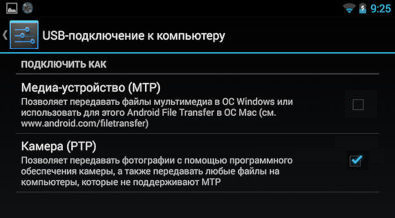 9:25
USB-подключение к компьютеру
ПОДКЛЮЧИТЬ КАК
Медиа-устройство (MTP)
Позволяет передавать файлы мультимедиа в ОС Windows или
использовать для этого Android File Transfer в ОС Mac (см.
www.android.com/filetransfer)
Камера (PTP)
Позволяет передавать фотографии с помощью программного
обеспечения камеры, а также передавать любые файлы на
компьютеры, которые не поддерживают MTP